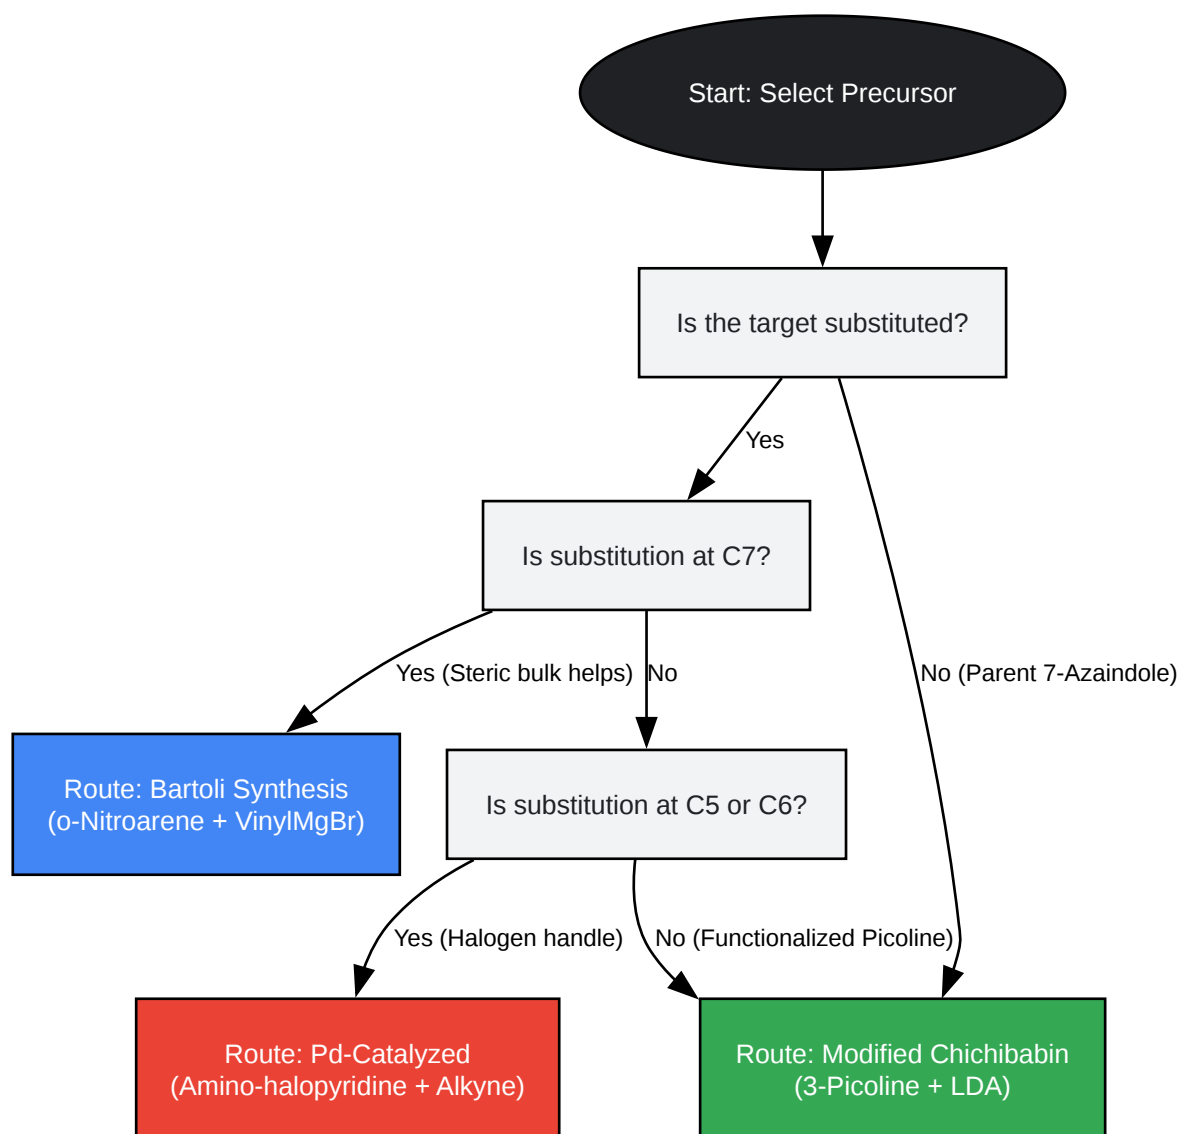 Start: Select Precursor
Is the target substituted?
Yes
Is substitution at C7?
Yes (Steric bulk helps)
No
No (Parent 7-Azaindole)
Route: Bartoli Synthesis
(o-Nitroarene + VinylMgBr)
Is substitution at C5 or C6?
Yes (Halogen handle)
No (Functionalized Picoline)
Route: Pd-Catalyzed
(Amino-halopyridine + Alkyne)
Route: Modified Chichibabin
(3-Picoline + LDA)